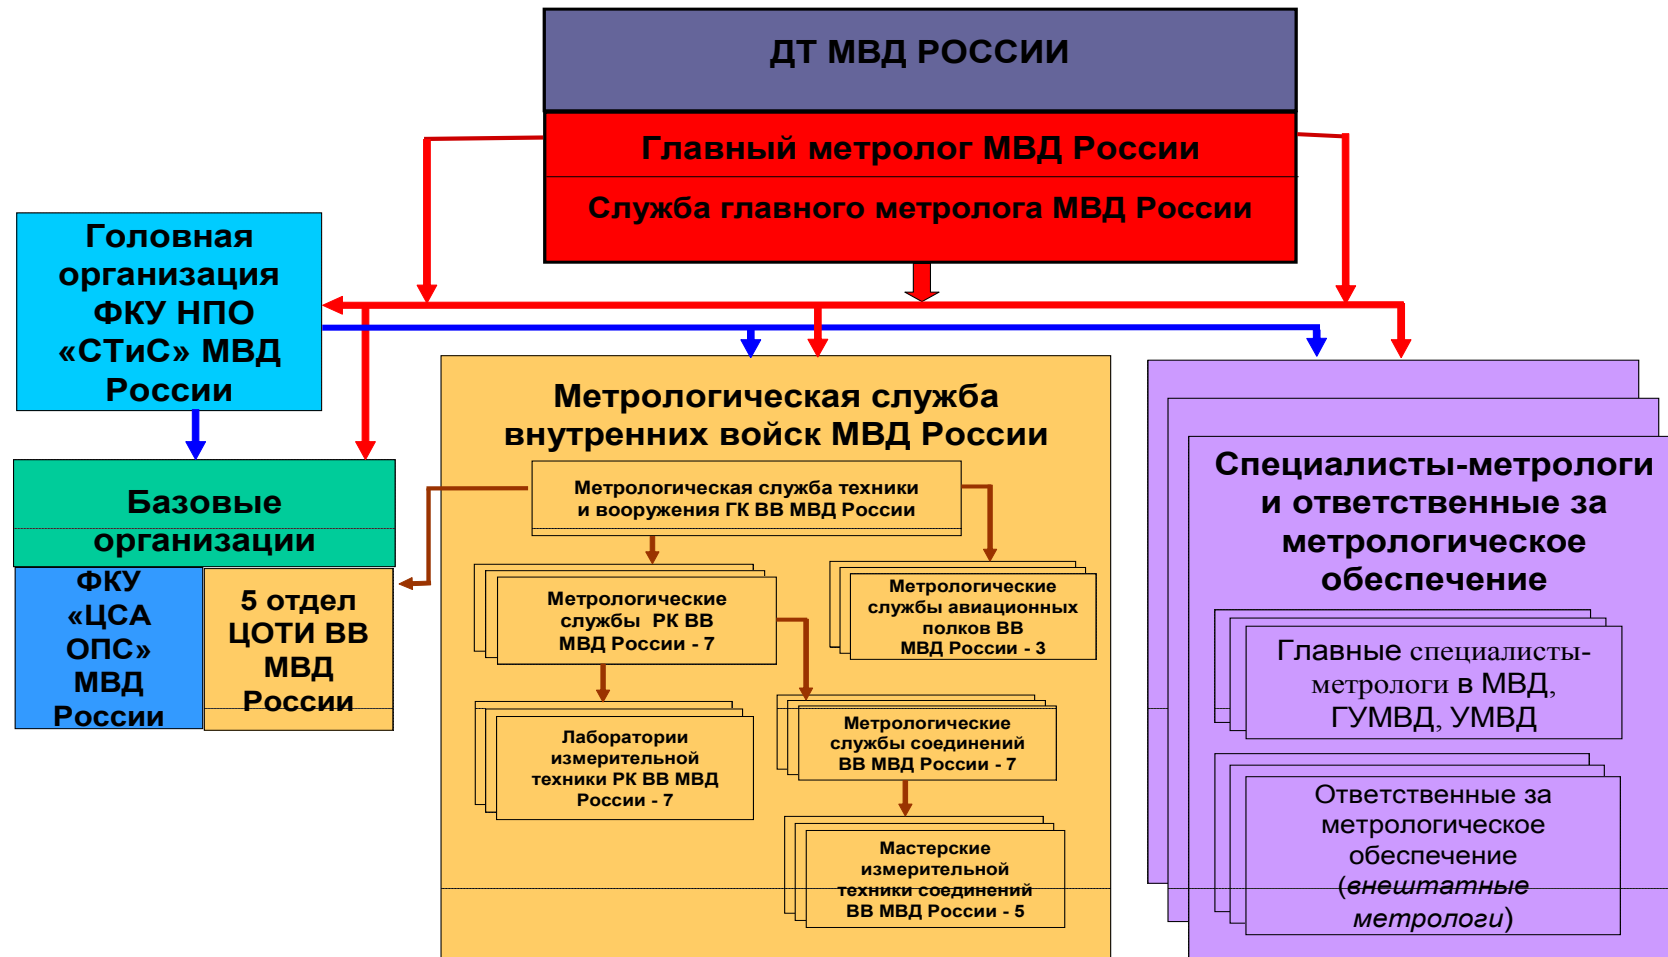 ДТ МВД РОССИИ
Главный метролог МВД России
Служба главного метролога МВД России
Головная
организация
ФКУ НПО
«СТиС» МВД
России
Базовые
организации
ФКУ
«ЦСА
ОПС»
МВД
России
5 отдел
ЦОТИ ВВ
МВД
России
Метрологическая служба
внутренних войск МВД России
Метрологическая служба техники
и вооружения ГК ВВ МВД России
Метрологические
службы РК ВВ
МВД России - 7
Метрологические
службы авиационных
полков ВВ
МВД России - 3
Лаборатории
измерительной
техники РК ВВ МВД
России - 7
Метрологические
службы соединений
ВВ МВД России - 7
Мастерские
измерительной
техники соединений
ВВ МВД России - 5
Специалисты-метрологи
и ответственные за
метрологическое
обеспечение
Главные специалисты-
метрологи в МВД,
ГУМВД, УМВД
Ответственные за
метрологическое
обеспечение
(внештатные
метрологи)